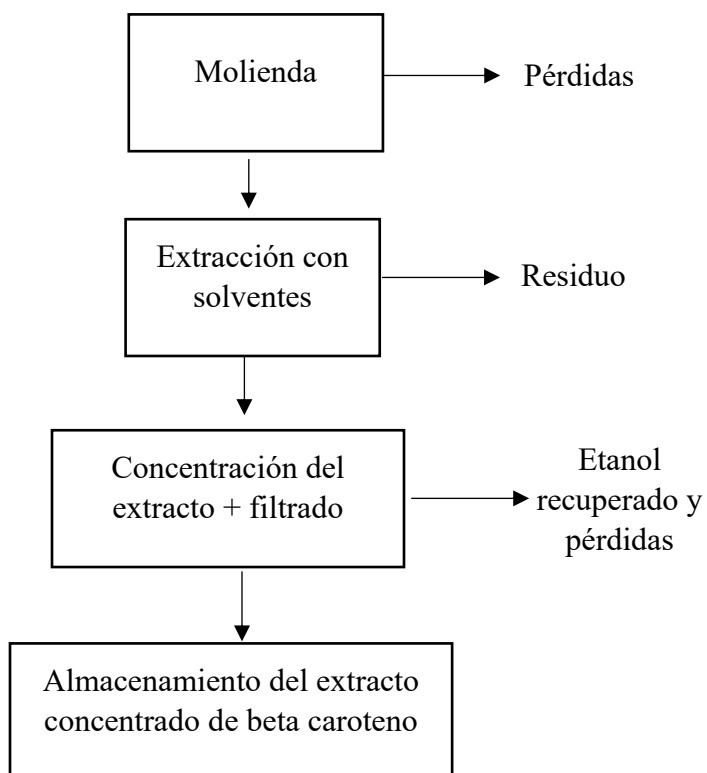 Molienda
Pérdidas
Extracción con
solventes
Residuo
Concentración del
extracto + filtrado
Etanol
recuperado y
pérdidas
Almacenamiento del extracto
concentrado de beta caroteno